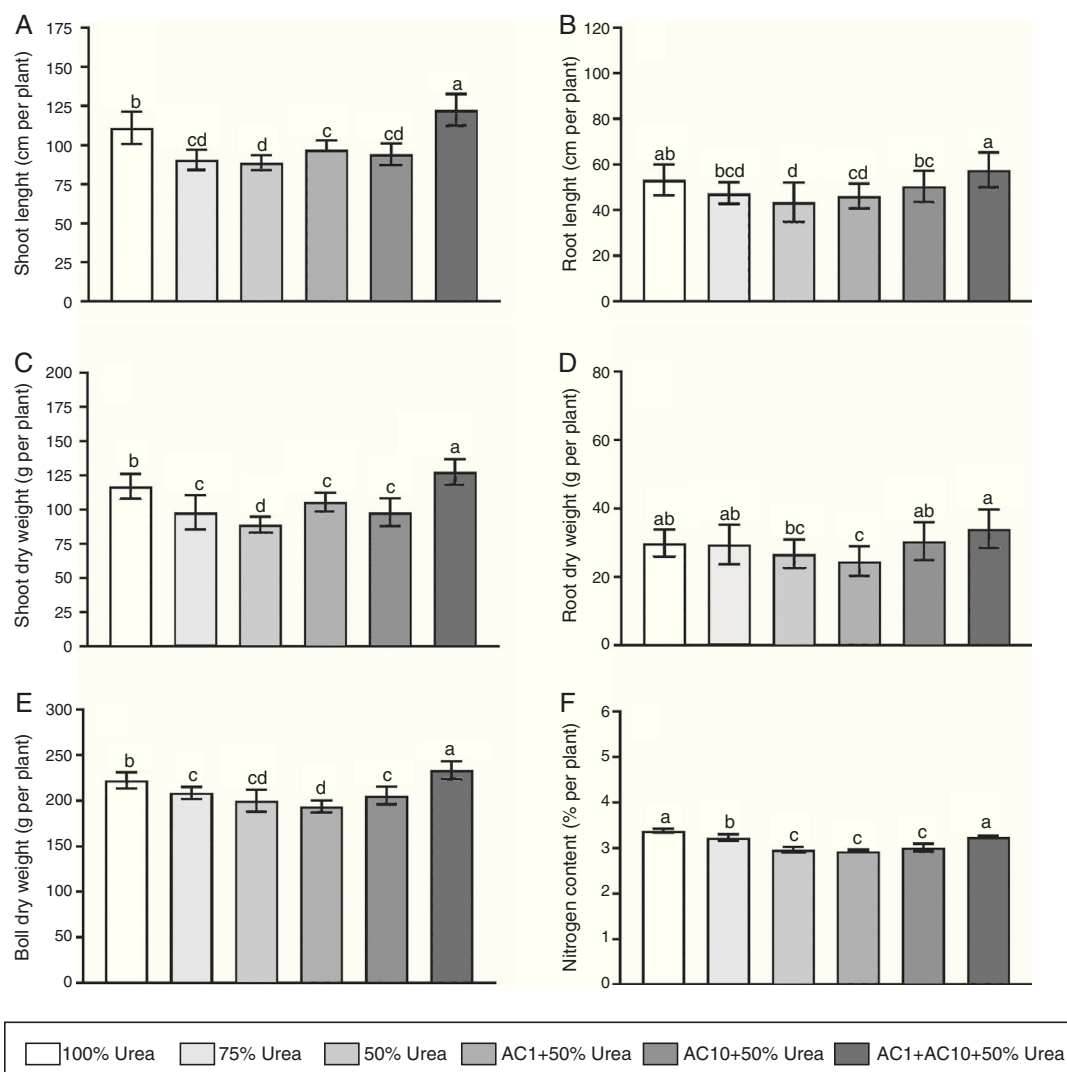 A
Shoot lenght (cm per plant)
175
150
125
100
75
50
25
0
b
cd
d
c
cd
a
B
Root lenght (cm per plant)
120
100
80
60
40
20
0
ab
bcd
d
cd
bc
a
C
Shoot dry weight (g per plant)
200
175
150
125
100
75
50
25
0
b
c
d
c
c
a
D
Root dry weight (g per plant)
80
60
40
20
0
ab
ab
bc
c
ab
a
E
Boll dry weight (g per plant)
300
250
200
150
100
50
0
b
c
cd
d
c
a
F
Nitrogen content (% per plant)
6
5
4
3
2
1
0
a
b
c
c
c
a
100% Urea 75% Urea 50% Urea AC1+50% Urea AC10+50% Urea AC1+AC10+50% Urea